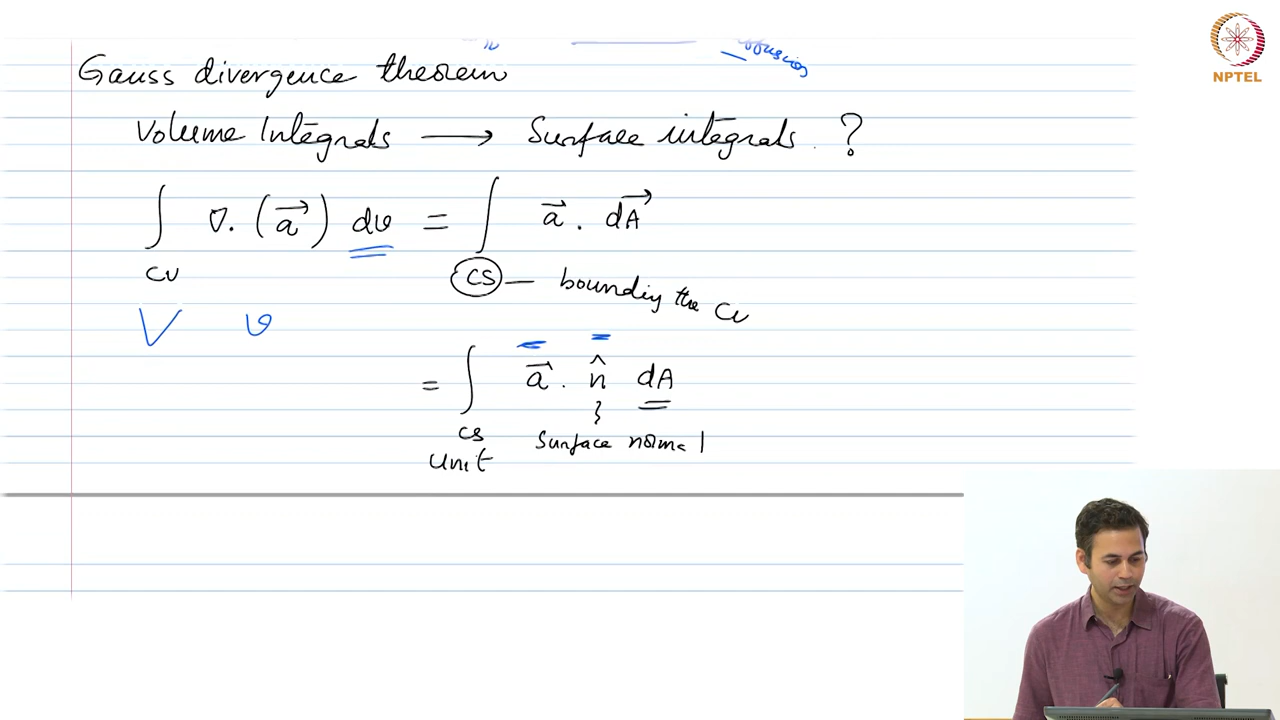 Gauss divergence theorem
Volume Integrals ⟶ Surface integrals . ?
∫ ∇. (a⃗) dv = ∫ a⃗ . dA⃗
CV CS — bounding the CV
V v
= ∫ a⃗ . n̂ dA
CS Surface normal
Unit
NPTEL